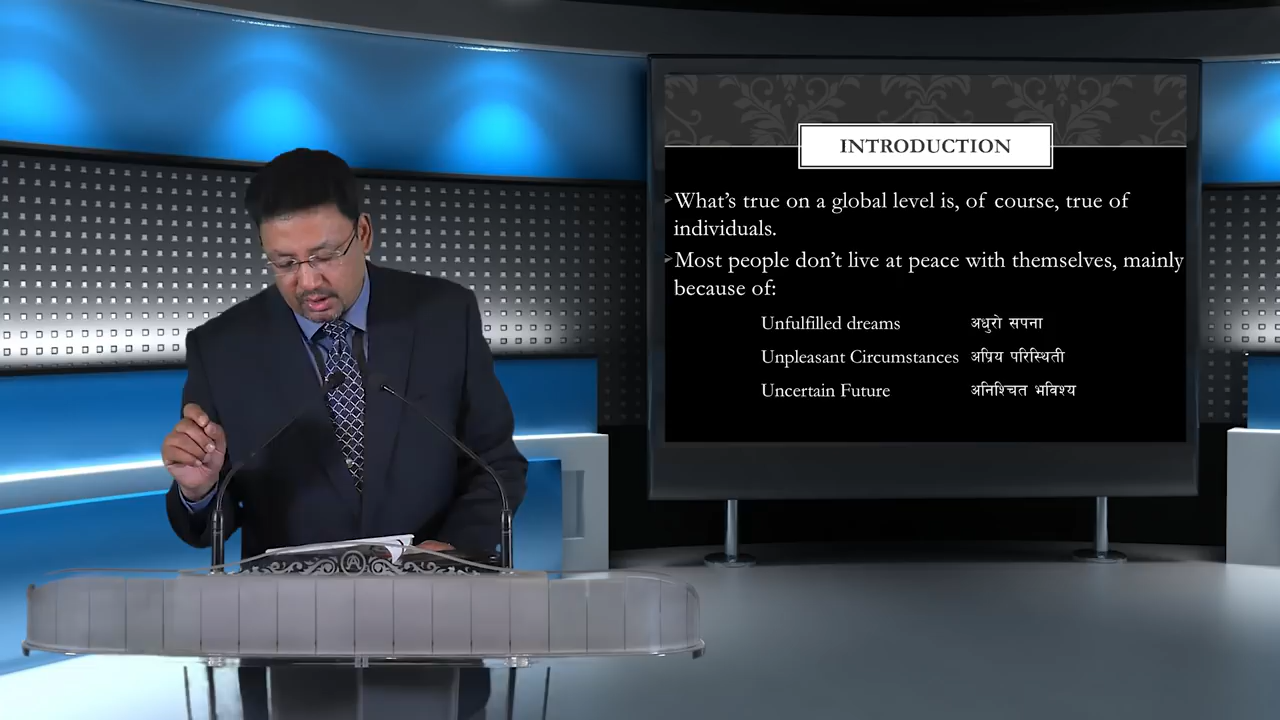 INTRODUCTION
What's true on a global level is, of course, true of
individuals.
Most people don't live at peace with themselves, mainly
because of:
Unfulfilled dreams अधुरो सपना
Unpleasant Circumstances अप्रिय परिस्थिती
Uncertain Future अनिश्चित भविश्य